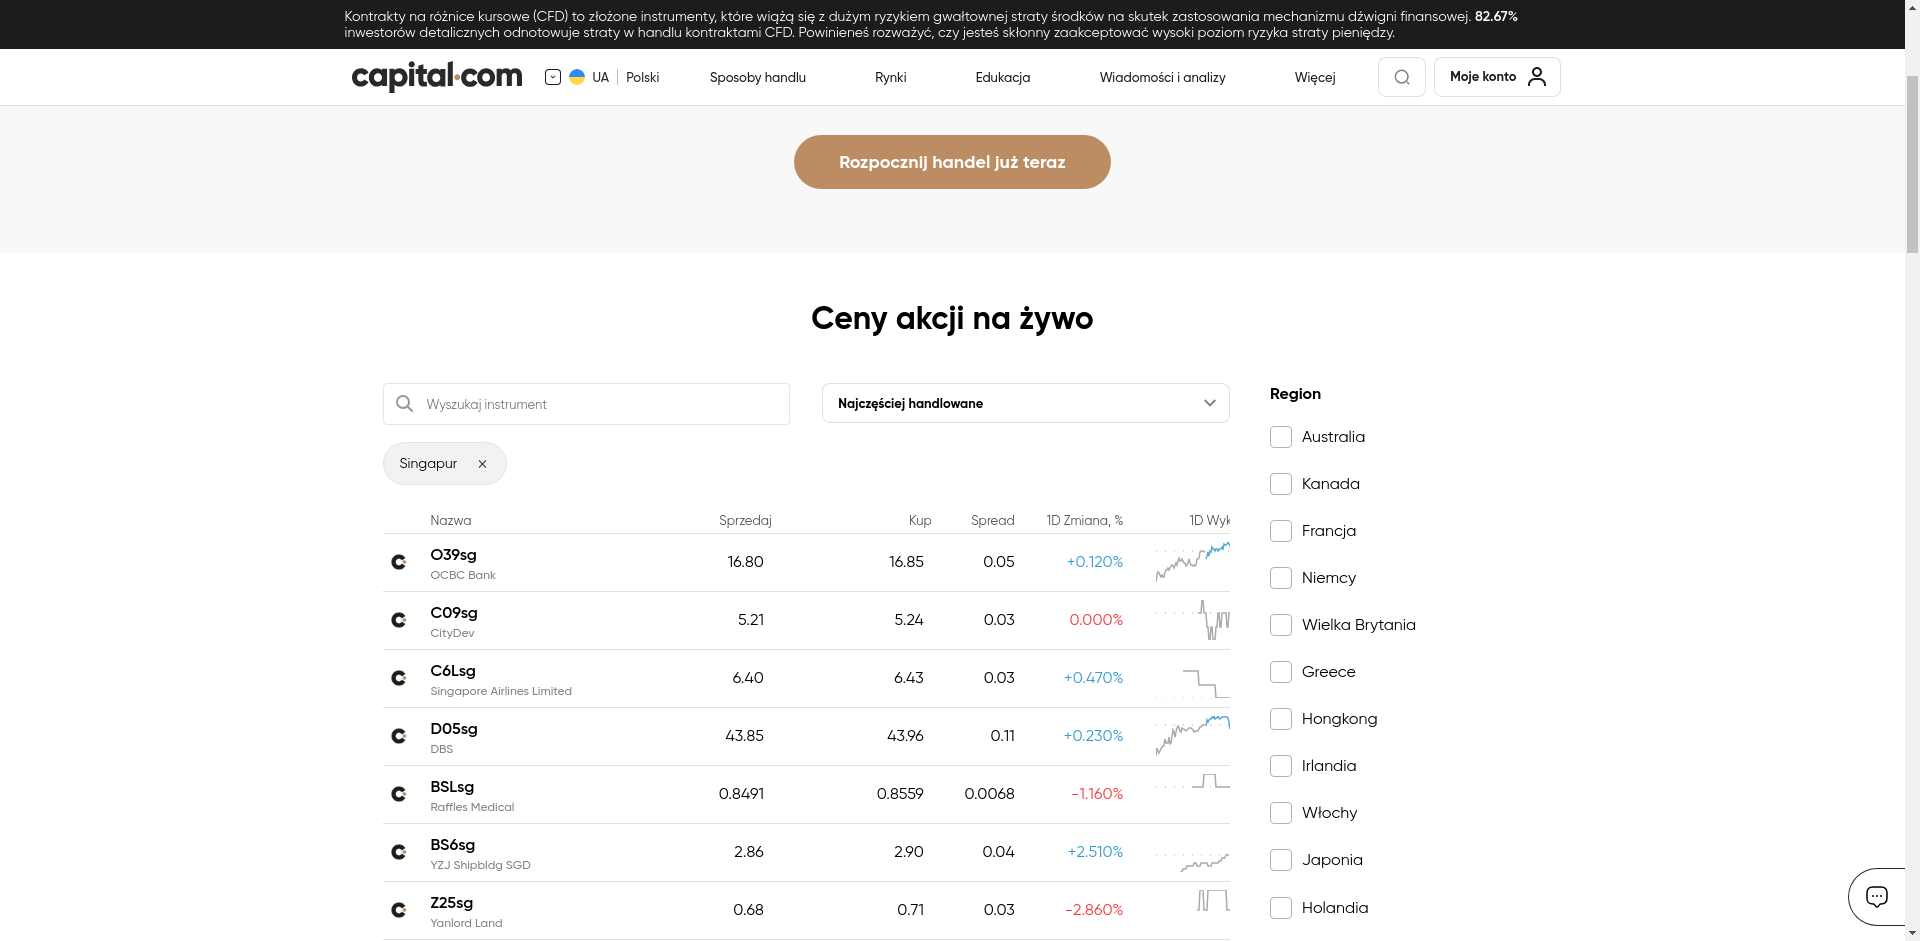 Kontrakty na różnice kursowe (CFD) to złożone instrumenty, które wiążą się z dużym ryzykiem gwałtownej straty środków na skutek zastosowania mechanizmu dźwigni finansowej. 82.67%
inwestorów detalicznych odnotowuje straty w handlu kontraktami CFD. Powinieneś rozważyć, czy jesteś skłonny zaakceptować wysoki poziom ryzyka straty pieniędzy.
capital.com UA Polski Sposoby handlu Rynki Edukacja Wiadomości i analizy Więcej Moje konto
Rozpocznij handel już teraz
Ceny akcji na żywo
Wyszukaj instrument
Najczęściej handlowane
Singapur
Nazwa Sprzedaj Kup Spread 1D Zmiana, % 1D Wyk
O39sg 16.80 16.85 0.05 +0.120%
OCBC Bank
C09sg 5.21 5.24 0.03 0.000%
CityDev
C6Lsg 6.40 6.43 0.03 +0.470%
Singapore Airlines Limited
D05sg 43.85 43.96 0.11 +0.230%
DBS
BSLsg 0.8491 0.8559 0.0068 -1.160%
Raffles Medical
BS6sg 2.86 2.90 0.04 +2.510%
YZJ Shipbldg SGD
Z25sg 0.68 0.71 0.03 -2.860%
Yanlord Land
Region
Australia
Kanada
Francja
Niemcy
Wielka Brytania
Greece
Hongkong
Irlandia
Włochy
Japonia
Holandia